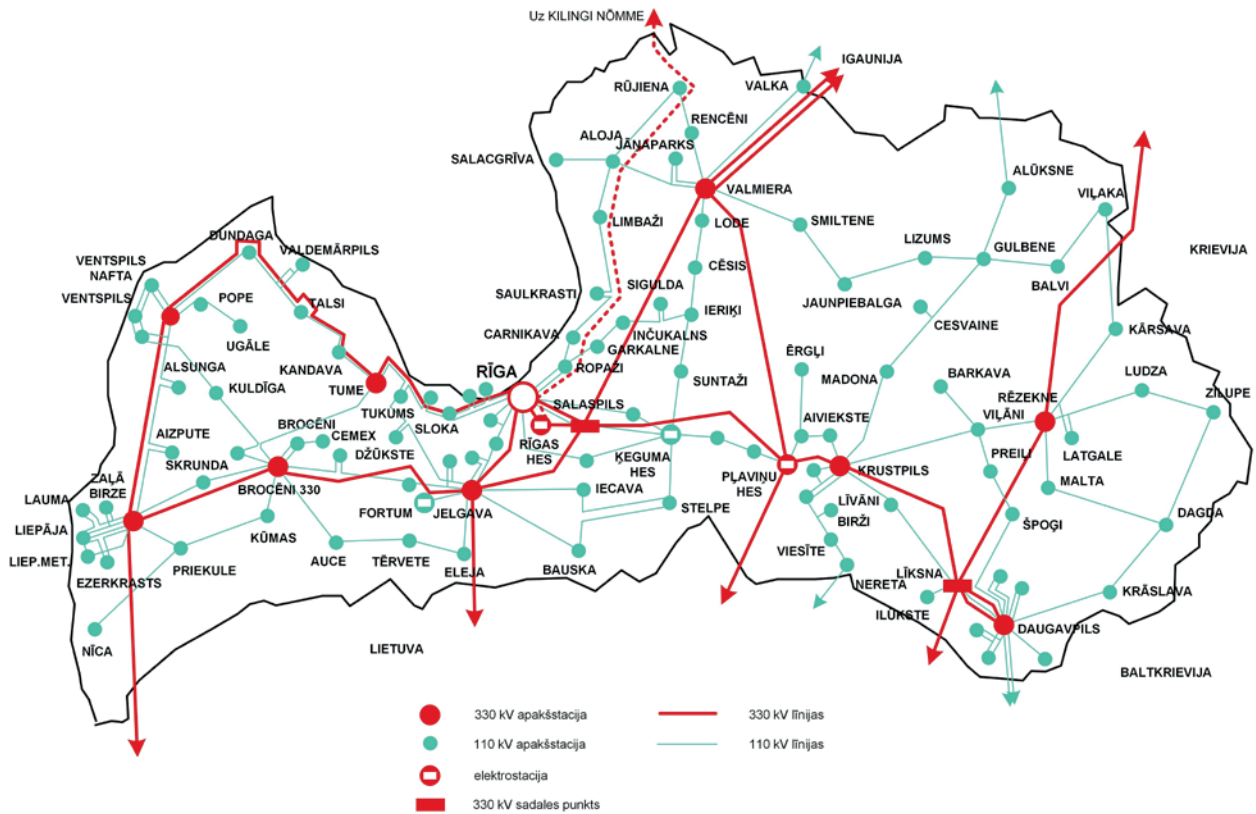 Uz KILINGI NÕMME
IGAUNIJA
VALKA
RŪJIENA
RENCĒNI
ALOJA
JĀŅAPARKS
SALACGRĪVA
VALMIERA
ALŪKSNE
VIĻAKA
LIMBAŽI
LODE
SMILTENE
LIZUMS
GULBENE
KRIEVIJA
DUNDAGA
VALDEMĀRPILS
VENTSPILS
NAFTA
CĒSIS
BALVI
SIGULDA
VENTSPILS
POPE
TALSI
SAULKRASTI
JAUNPIEBALGA
IERIĶI
CESVAINE
KĀRSAVA
UGĀLE
CARNIKAVA
INČUKALNS
GARKALNE
ĒRGĻI
ALSUNGA
KANDAVA
RĪGA
ROPAŽI
MADONA
BARKAVA
LUDZA
KULDĪGA
TUME
SUNTAŽI
ZILUPE
TUKUMS
SALASPILS
AIVIEKSTE
RĒZEKNE
VIĻĀNI
AIZPUTE
BROCĒNI
SLOKA
CEMEX
RĪGAS
HES
ĶEGUMA
HES
PREIĻI
LATGALE
SKRUNDA
DŽŪKSTE
PĻAVIŅU
HES
KRUSTPILS
ZAĻĀ
BIRZE
LAUMA
BROCĒNI 330
IECAVA
MALTA
LIEPĀJA
FORTUM
JELGAVA
STELPE
LĪVĀNI
BIRŽI
ŠPOĢI
DAGDA
KŪMAS
LIEP.MET.
PRIEKULE
AUCE
TĒRVETE
ELEJA
BAUSKA
VIESĪTE
EZERKRASTS
NERETA
LĪKSNA
ILŪKSTE
KRĀSLAVA
DAUGAVPILS
NĪCA
LIETUVA
BALTKRIEVIJA
330 kV apakšstacija
330 kV līnijas
110 kV apakšstacija
110 kV līnijas
elektrostacija
330 kV sadales punkts